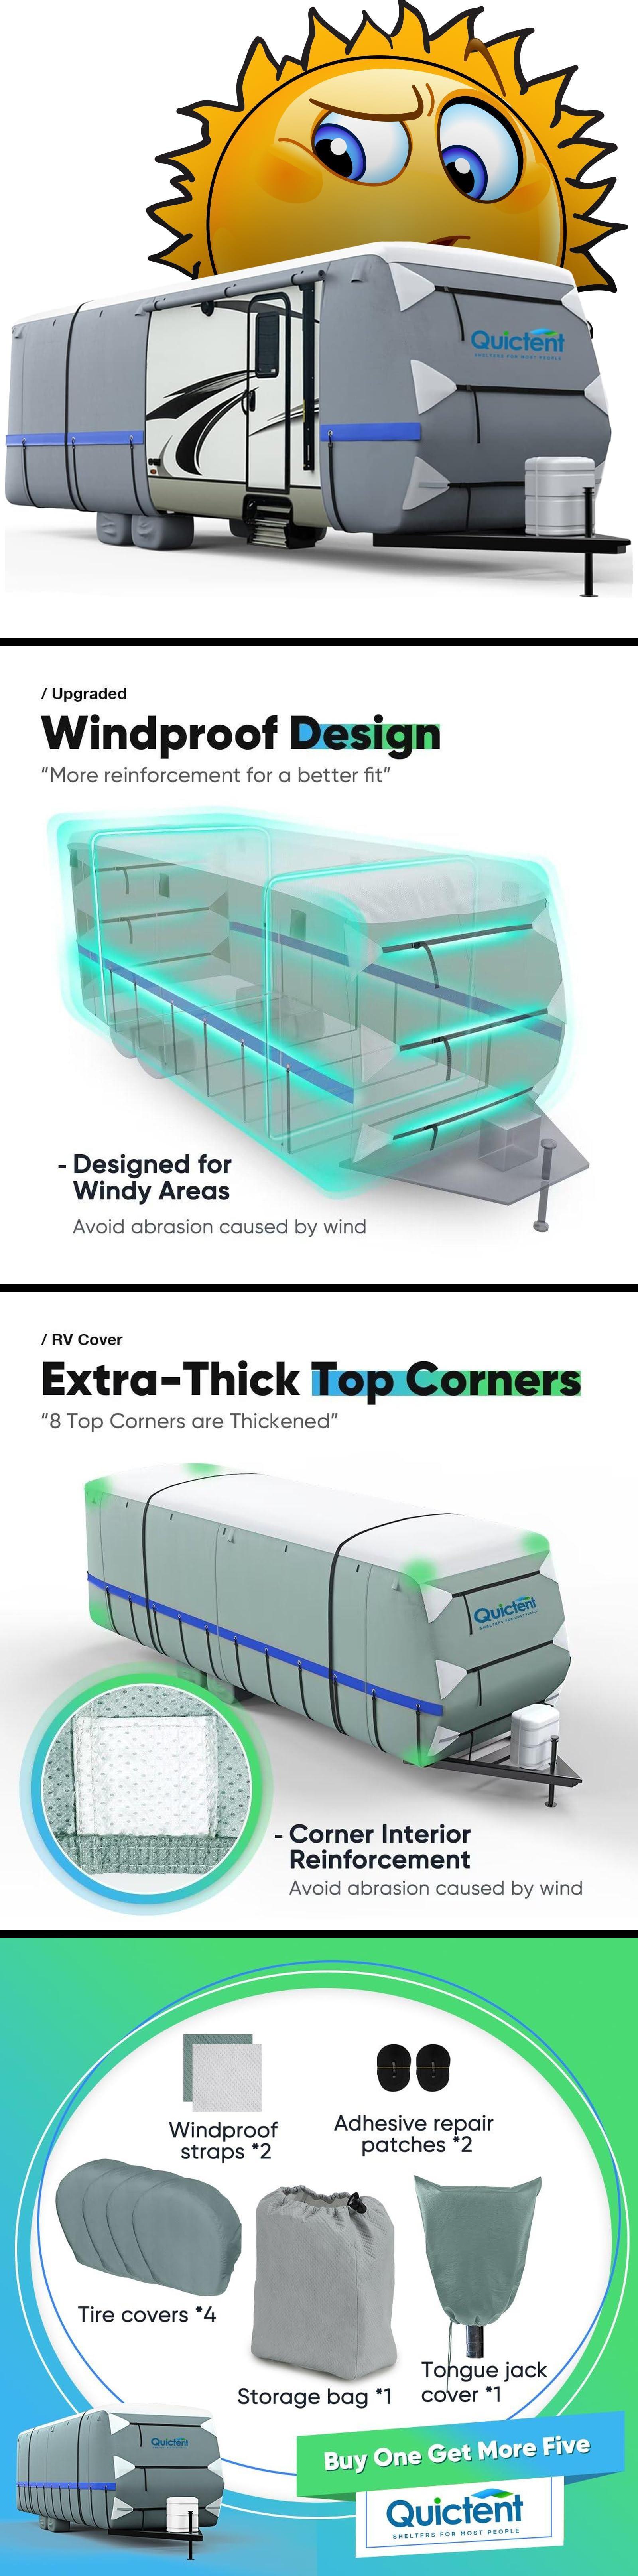 Quictent
SHELTERS FOR MOST PEOPLE
/ Upgraded
Windproof Design
“More reinforcement for a better fit”
- Designed for
Windy Areas
Avoid abrasion caused by wind
/ RV Cover
Extra-Thick Top Corners
“8 Top Corners are Thickened”
Quictent
SHELTERS FOR MOST PEOPLE
- Corner Interior
Reinforcement
Avoid abrasion caused by wind
Windproof
straps *2
Adhesive repair
patches *2
Tire covers *4
Storage bag *1
Tongue jack
cover *1
Quictent
Buy One Get More Five
Quictent
SHELTERS FOR MOST PEOPLE